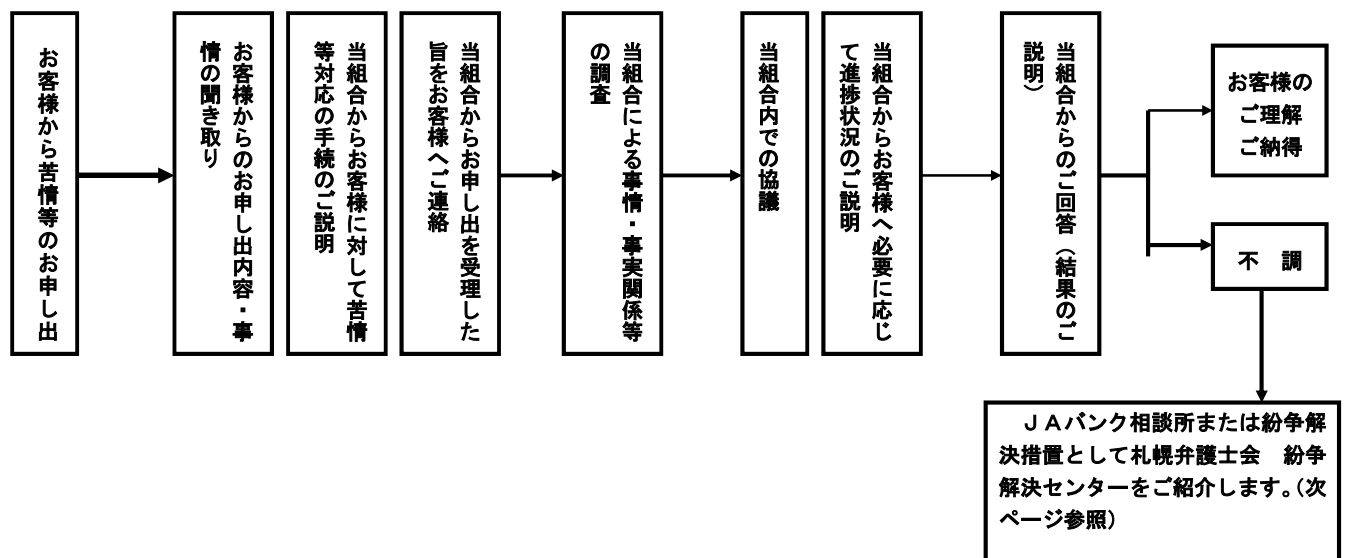 お客様から苦情等のお申し出
お客様からのお申し出内容・事
情の聞き取り
当組合からお客様に対して苦情
等対応の手続のご説明
当組合からお申し出を受理した
旨をお客様へご連絡
当組合による事情・事実関係等
の調査
当組合内での協議
当組合からお客様へ必要に応じ
て進捗状況のご説明
当組合からのご回答（結果のご
説明）
お客様の
ご理解
ご納得
不　調
　ＪＡバンク相談所または紛争解
決措置として札幌弁護士会　紛争
解決センターをご紹介します。（次
ページ参照）